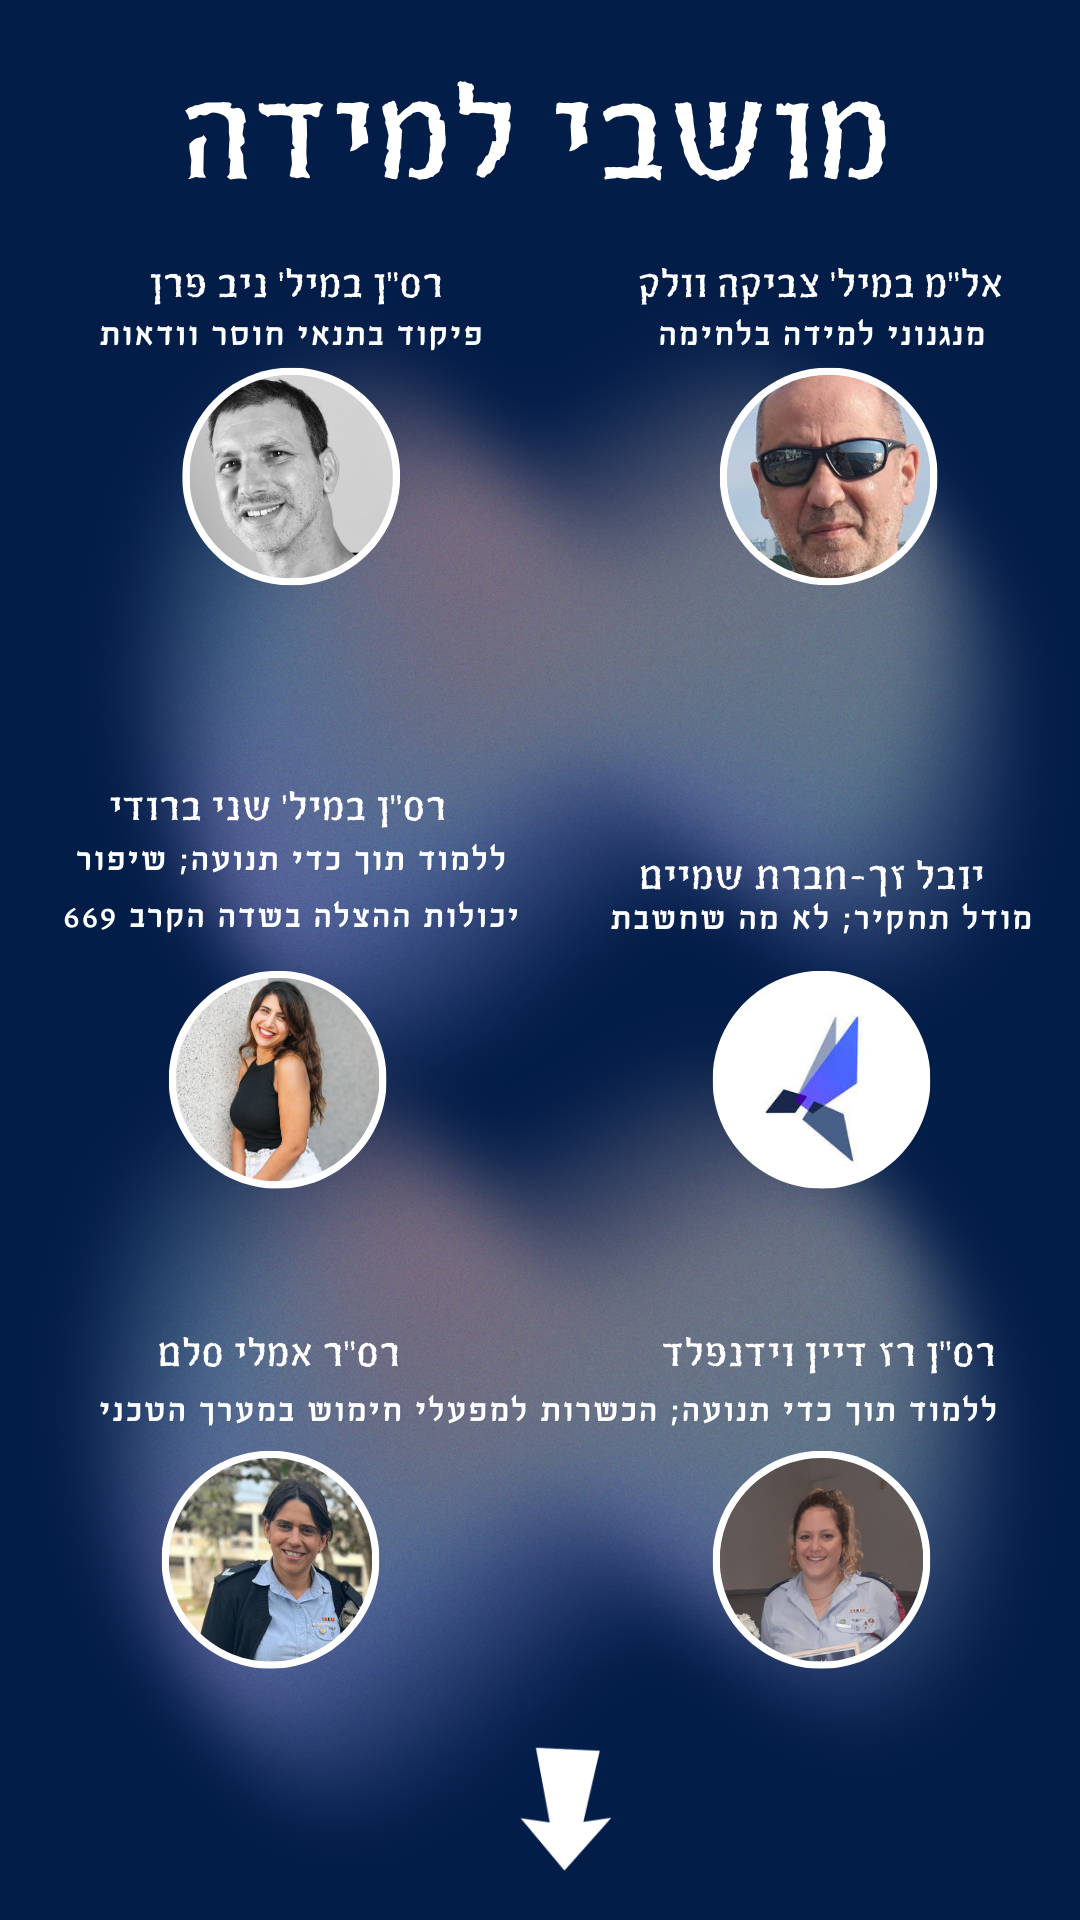 מושבי למידה
אל"מ במיל' צביקה וולק
מנגנוני למידה בלחימה
רס"ן במיל' ניב פרן
פיקוד בתנאי חוסר וודאות
יובל זך-חברת שמיים
מודל תחקיר; לא מה שחשבת
רס"ן במיל' שני ברודי
ללמוד תוך כדי תנועה; שיפור
יכולות ההצלה בשדה הקרב 669
רס"ן רז דיין וידנפלד
רס"ר אמלי סלם
ללמוד תוך כדי תנועה; הכשרות למפעלי חימוש במערך הטכני